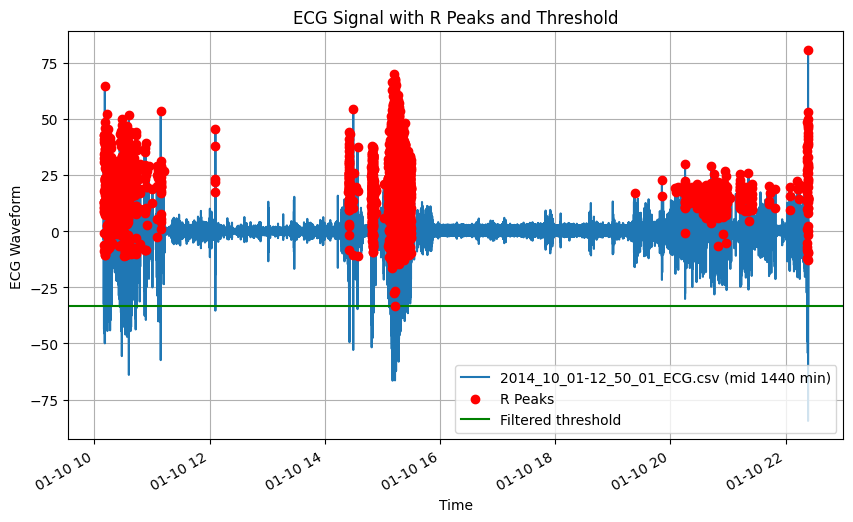 ECG Signal with R Peaks and Threshold
ECG Waveform
75
50
25
0
−25
−50
−75
2014_10_01-12_50_01_ECG.csv (mid 1440 min)
R Peaks
Filtered threshold
01-10 10
01-10 12
01-10 14
01-10 16
01-10 18
01-10 20
01-10 22
Time